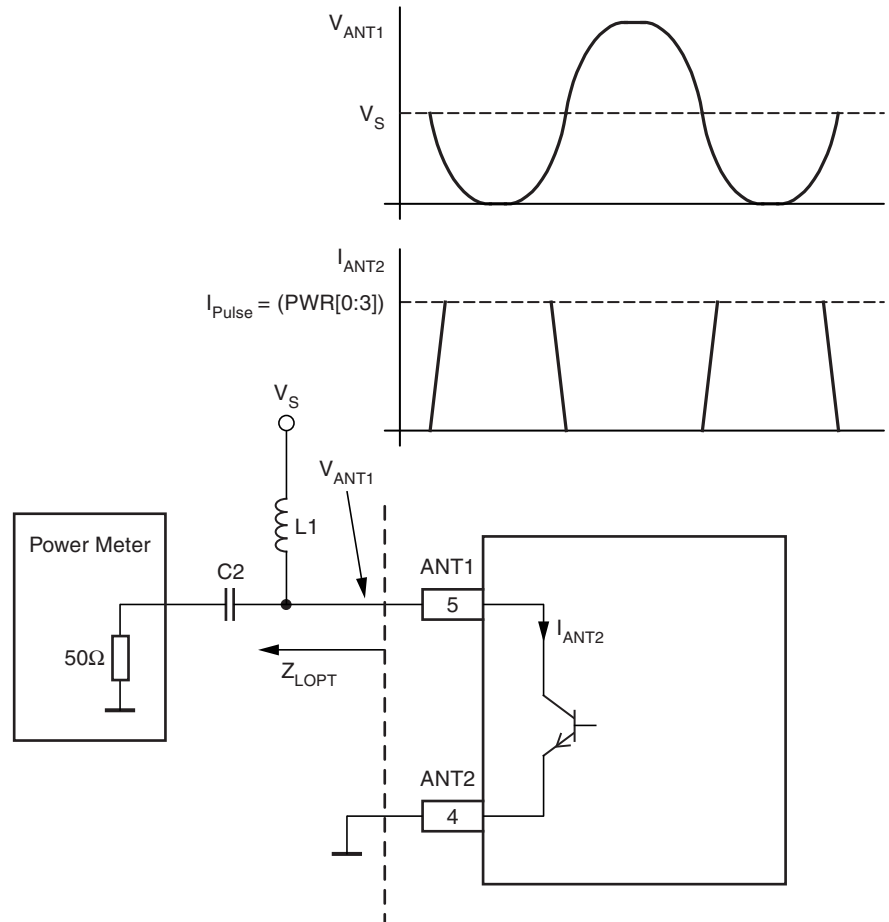 V_ANT1
V_S
I_ANT2
I_Pulse = (PWR[0:3])
V_S
V_ANT1
L1
Power Meter
C2
ANT1
5
I_ANT2
50Ω
Z_LOPT
ANT2
4